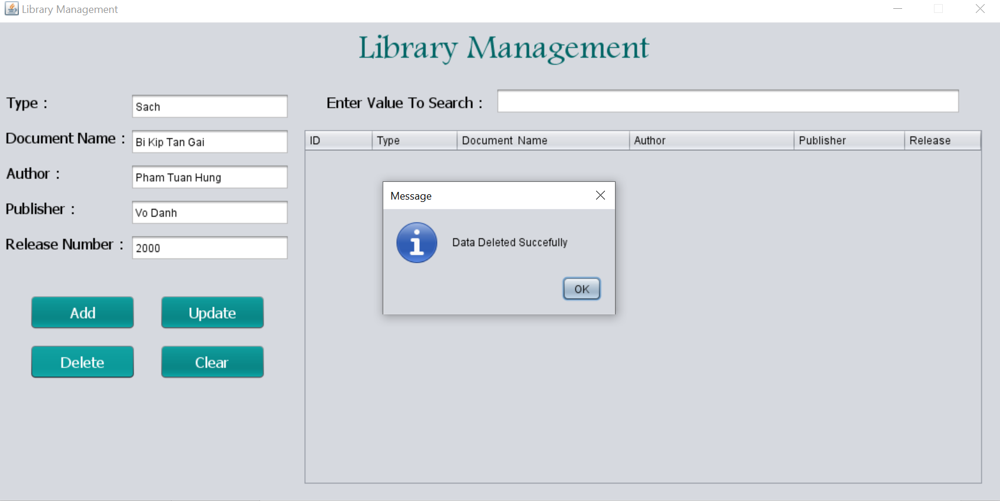 Library Management
Library Management
Type :
Sach
Enter Value To Search :
Document Name :
Bi Kip Tan Gai
ID Type Document Name Author Publisher Release
Author :
Pham Tuan Hung
Publisher :
Vo Danh
Release Number :
2000
Message
Data Deleted Succefully
OK
Add
Update
Delete
Clear